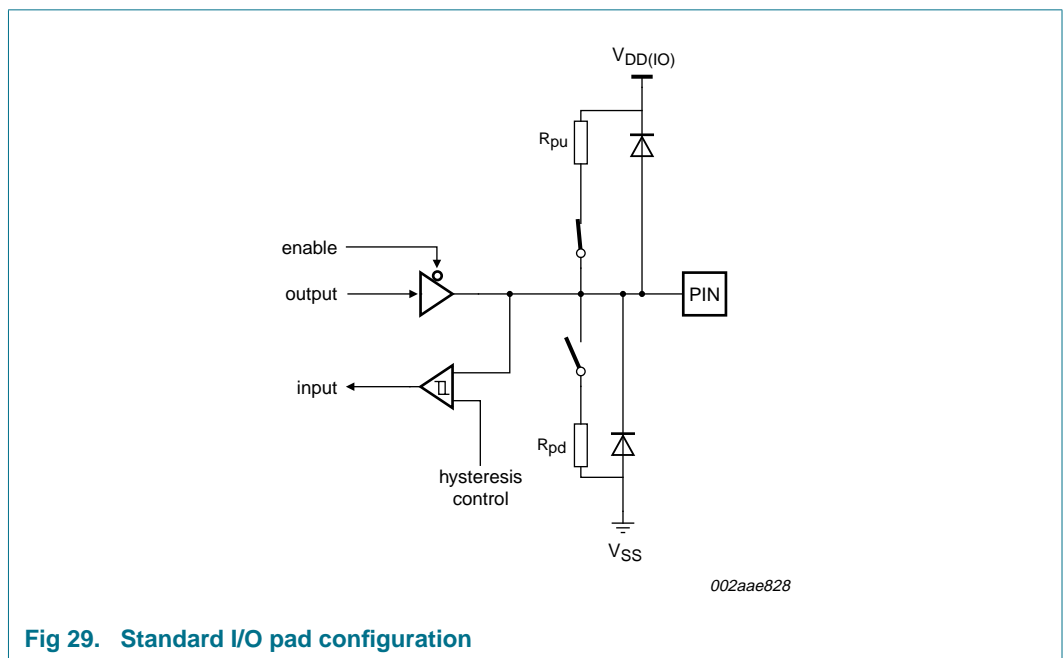 VDD(IO)
Rpu
enable
output
PIN
input
Rpd
hysteresis
control
VSS
002aae828
Fig 29. Standard I/O pad configuration